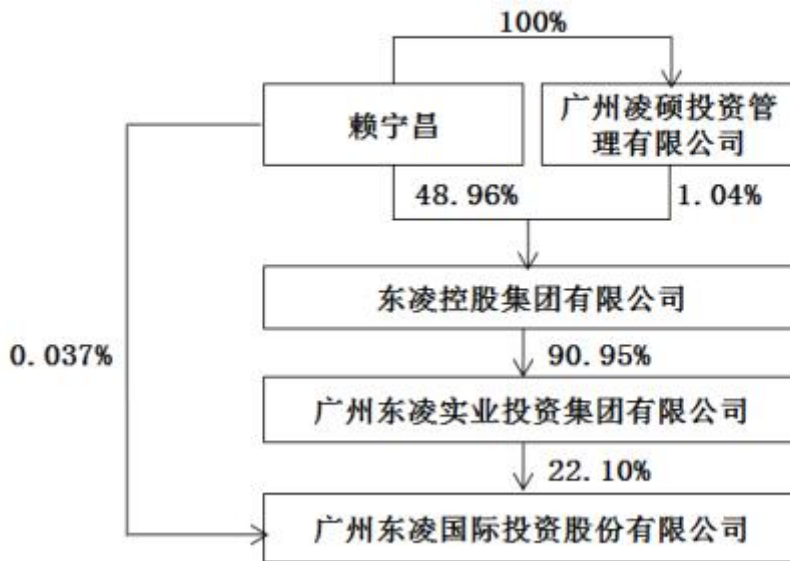 100%
赖宁昌
广州凌硕投资管
理有限公司
48.96%
1.04%
东凌控股集团有限公司
0.037%
90.95%
广州东凌实业投资集团有限公司
22.10%
广州东凌国际投资股份有限公司